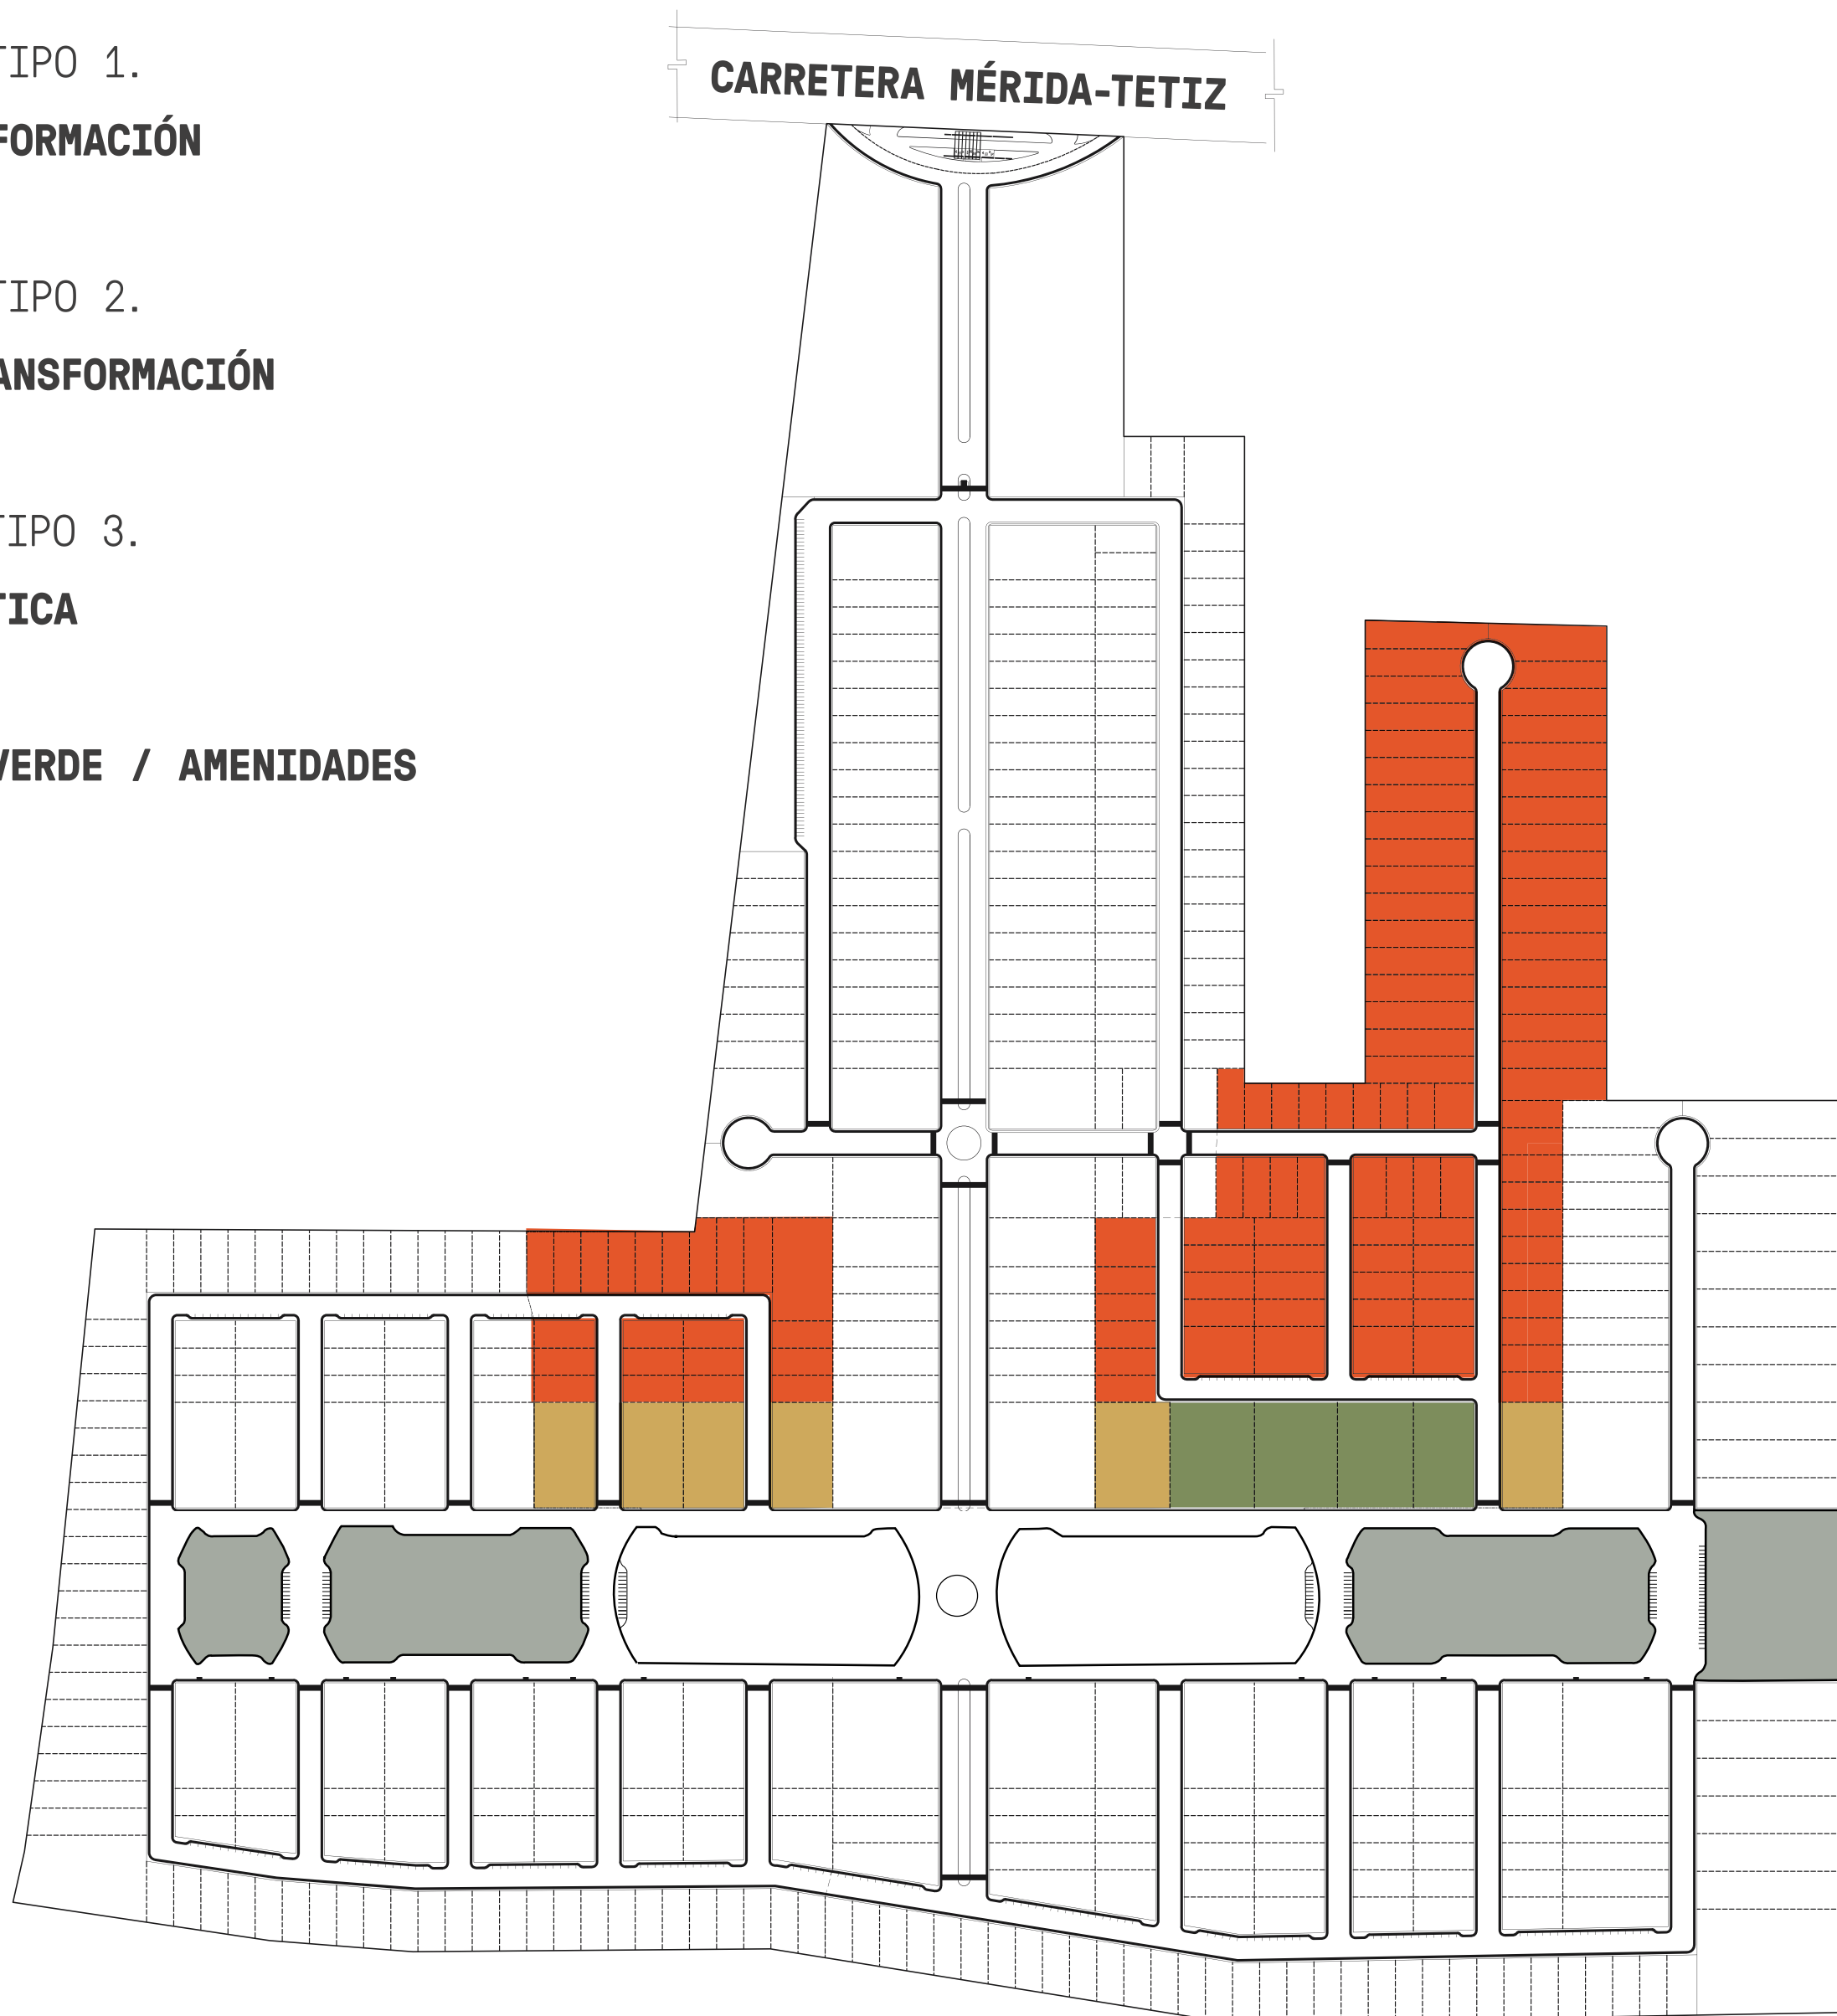 CARRETERA MÉRIDA-TETIZ
TIPO 1.
FORMACIÓN
TIPO 2.
ANSFORMACIÓN
TIPO 3.
TICA
VERDE / AMENIDADES